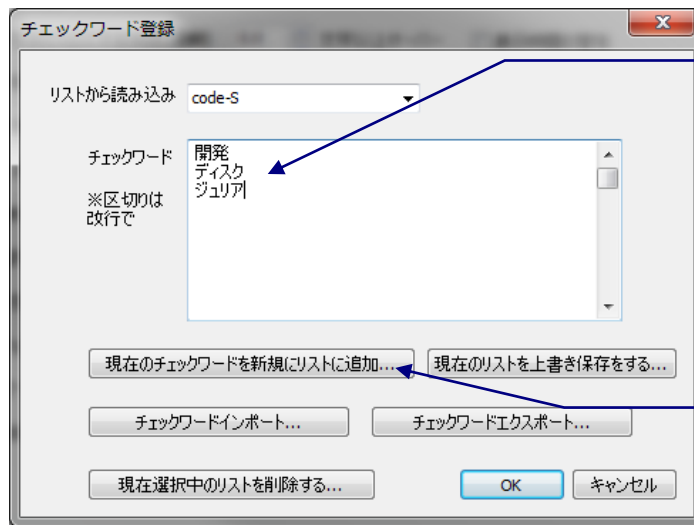 チェックワード登録
リストから読み込み code-S
チェックワード
※区切りは
改行で
開発
ディスク
ジュリア
現在のチェックワードを新規にリストに追加... 現在のリストを上書き保存をする...
チェックワードインポート... チェックワードエクスポート...
現在選択中のリストを削除する... OK キャンセル